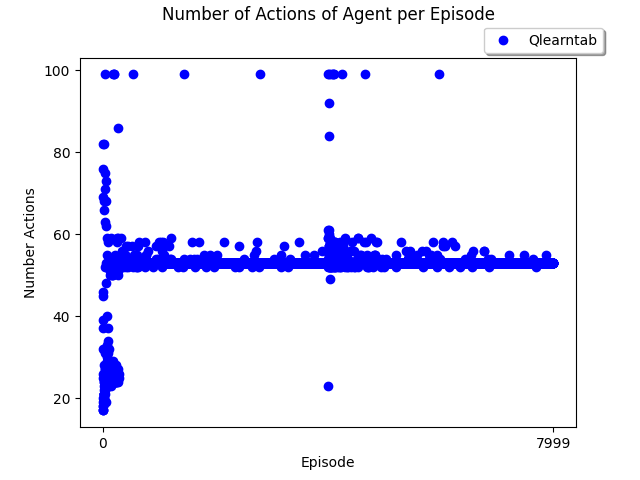 Number of Actions of Agent per Episode
Qlearntab
100
80
60
40
20
Number Actions
0 7999
Episode